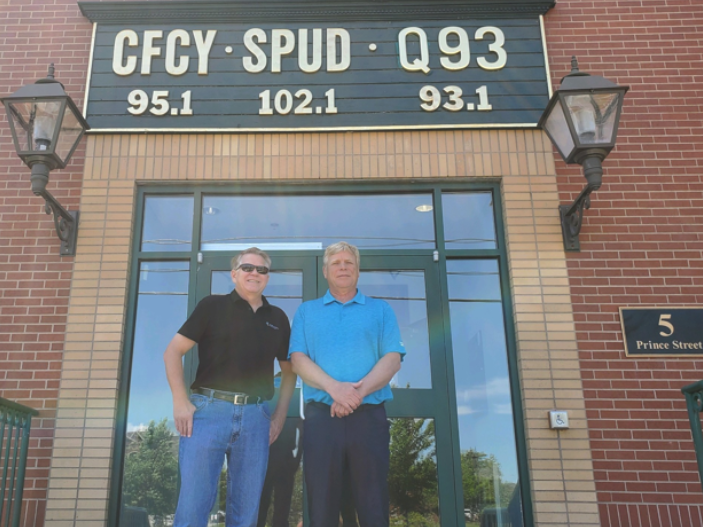 CFCY · SPUD · Q93
95.1 102.1 93.1
5
Prince Street